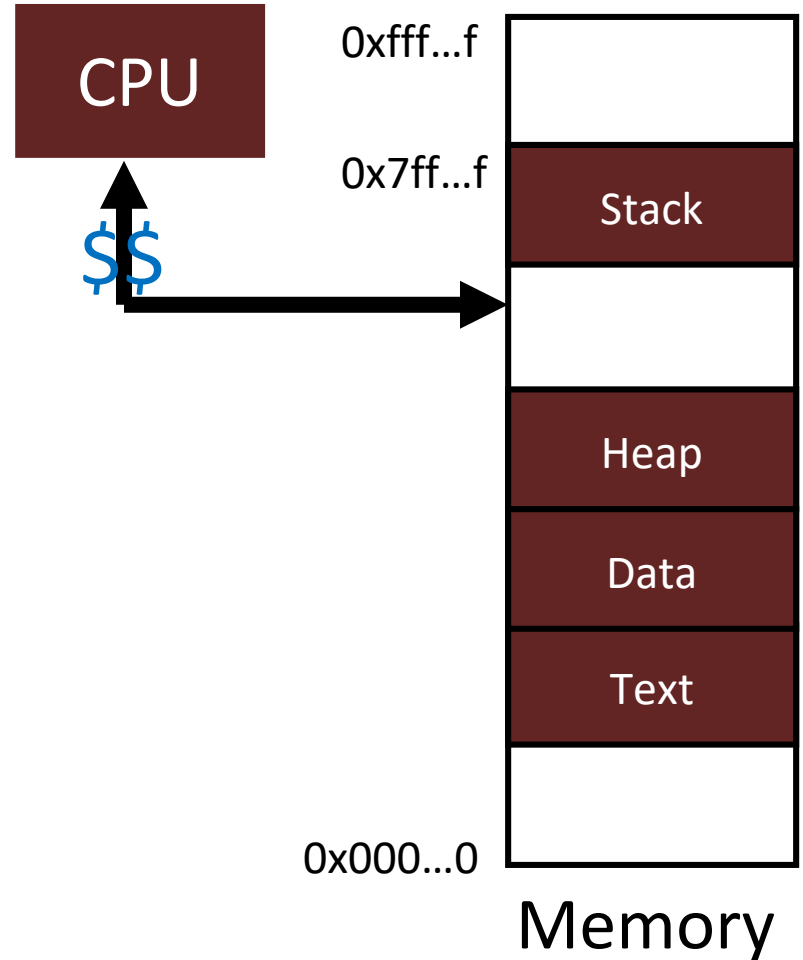 CPU
$$
0xfff…f
0x7ff…f
Stack
Heap
Data
Text
0x000…0
Memory